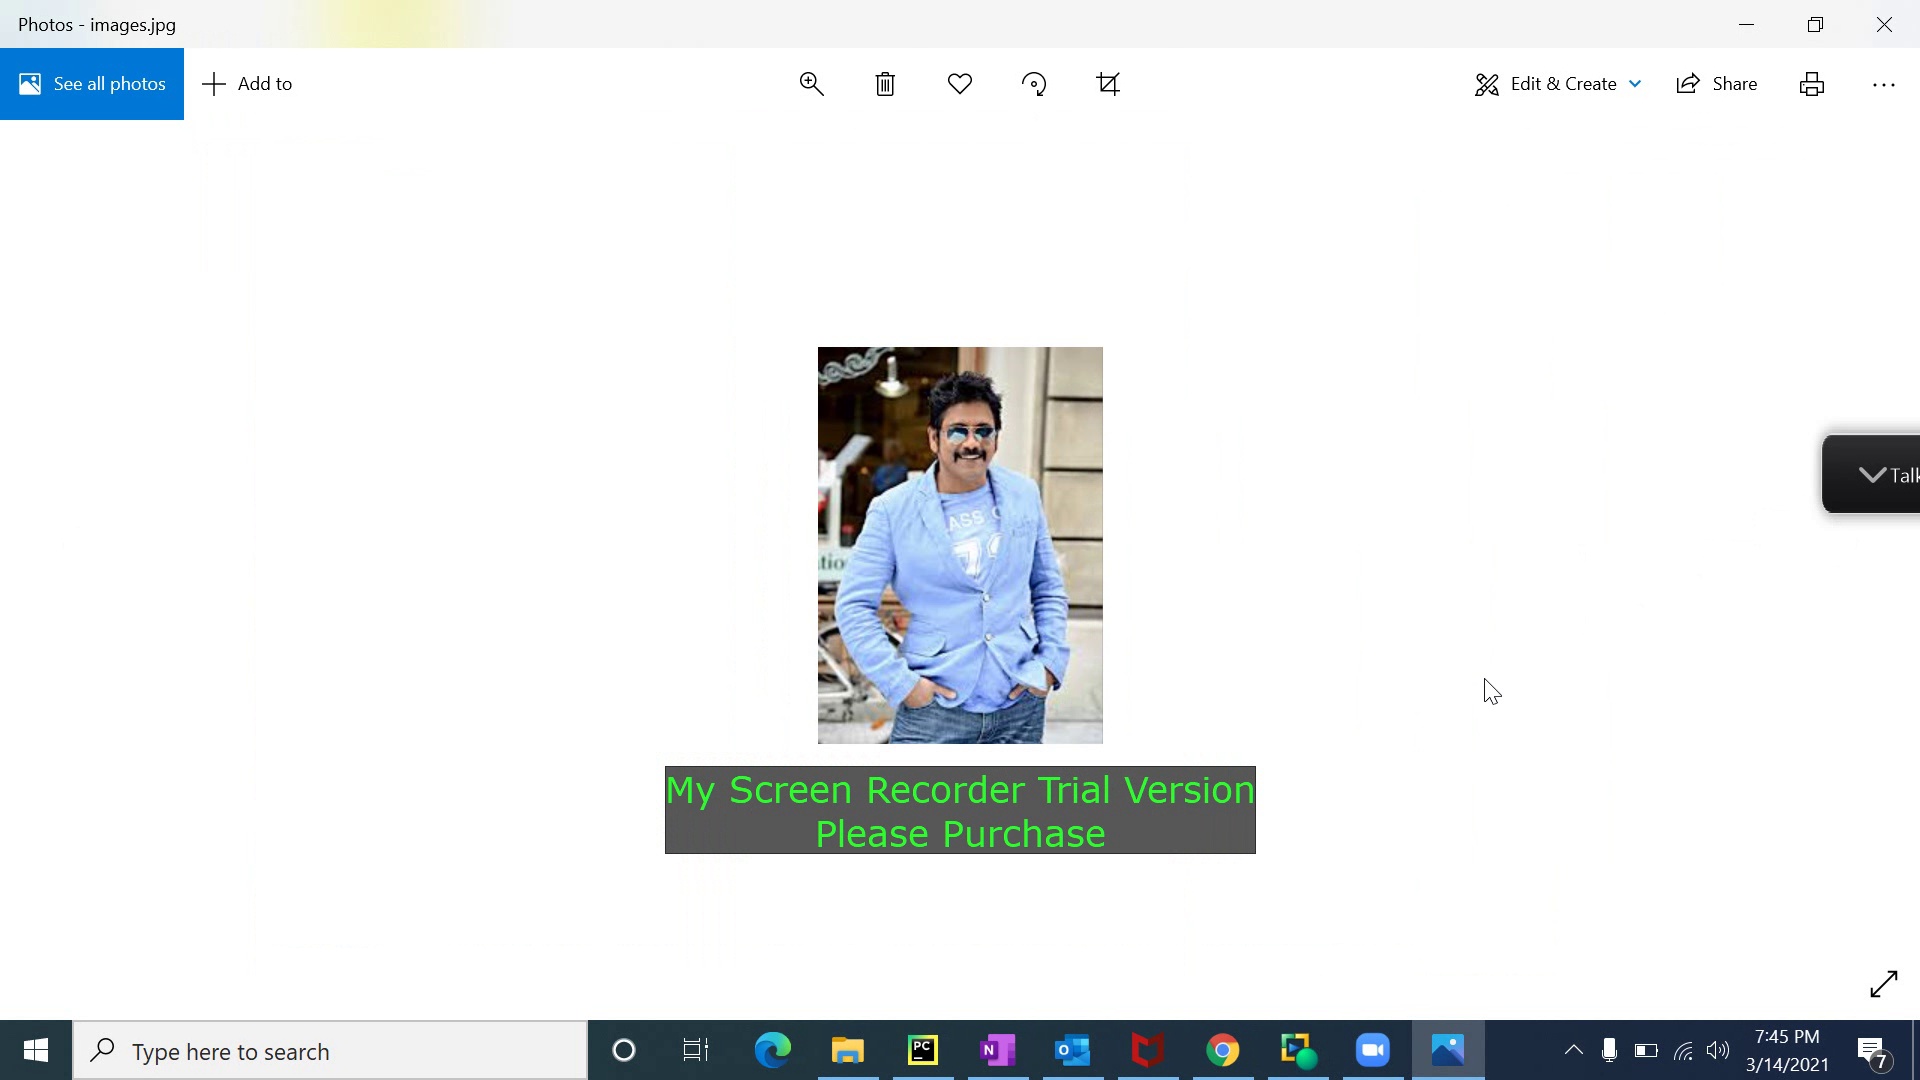 Photos - images.jpg
See all photos
Add to
Edit & Create
Share
ASS
Talk
My Screen Recorder Trial Version
Please Purchase
Type here to search
PC
N
7:45 PM
3/14/2021
7